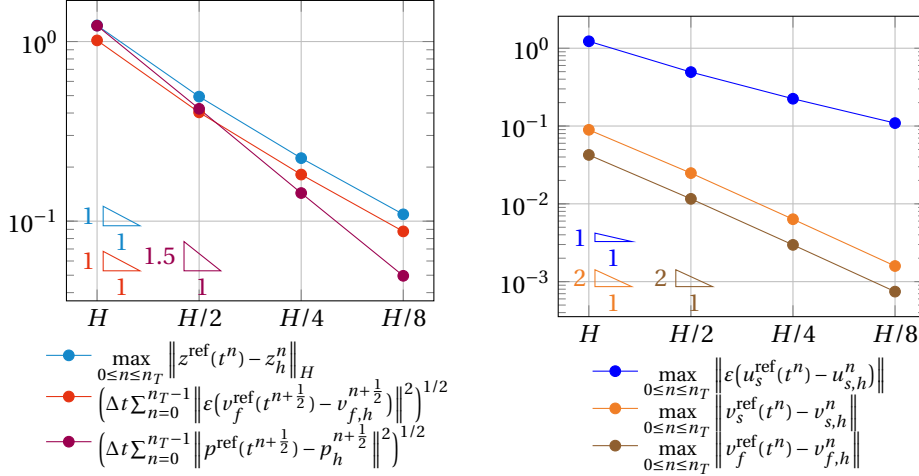 10^0
10^{-1}
1
1
1
1
1.5
1
H
H/2
H/4
H/8
max_{0≤n≤n_T} ‖z^{ref}(t^n) − z_h^n‖_H
(Δt∑_{n=0}^{n_T−1} ‖ε(v_f^{ref}(t^{n+\frac{1}{2}}) − v_{f,h}^{n+\frac{1}{2}})‖^2)^{1/2}
(Δt∑_{n=0}^{n_T−1} ‖p^{ref}(t^{n+\frac{1}{2}}) − p_h^{n+\frac{1}{2}}‖^2)^{1/2}
10^0
10^{-1}
10^{-2}
10^{-3}
1
1
2
1
2
1
H
H/2
H/4
H/8
max_{0≤n≤n_T} ‖ε(u_s^{ref}(t^n) − u_{s,h}^n)‖
max_{0≤n≤n_T} ‖v_s^{ref}(t^n) − v_{s,h}^n‖
max_{0≤n≤n_T} ‖v_f^{ref}(t^n) − v_{f,h}^n‖